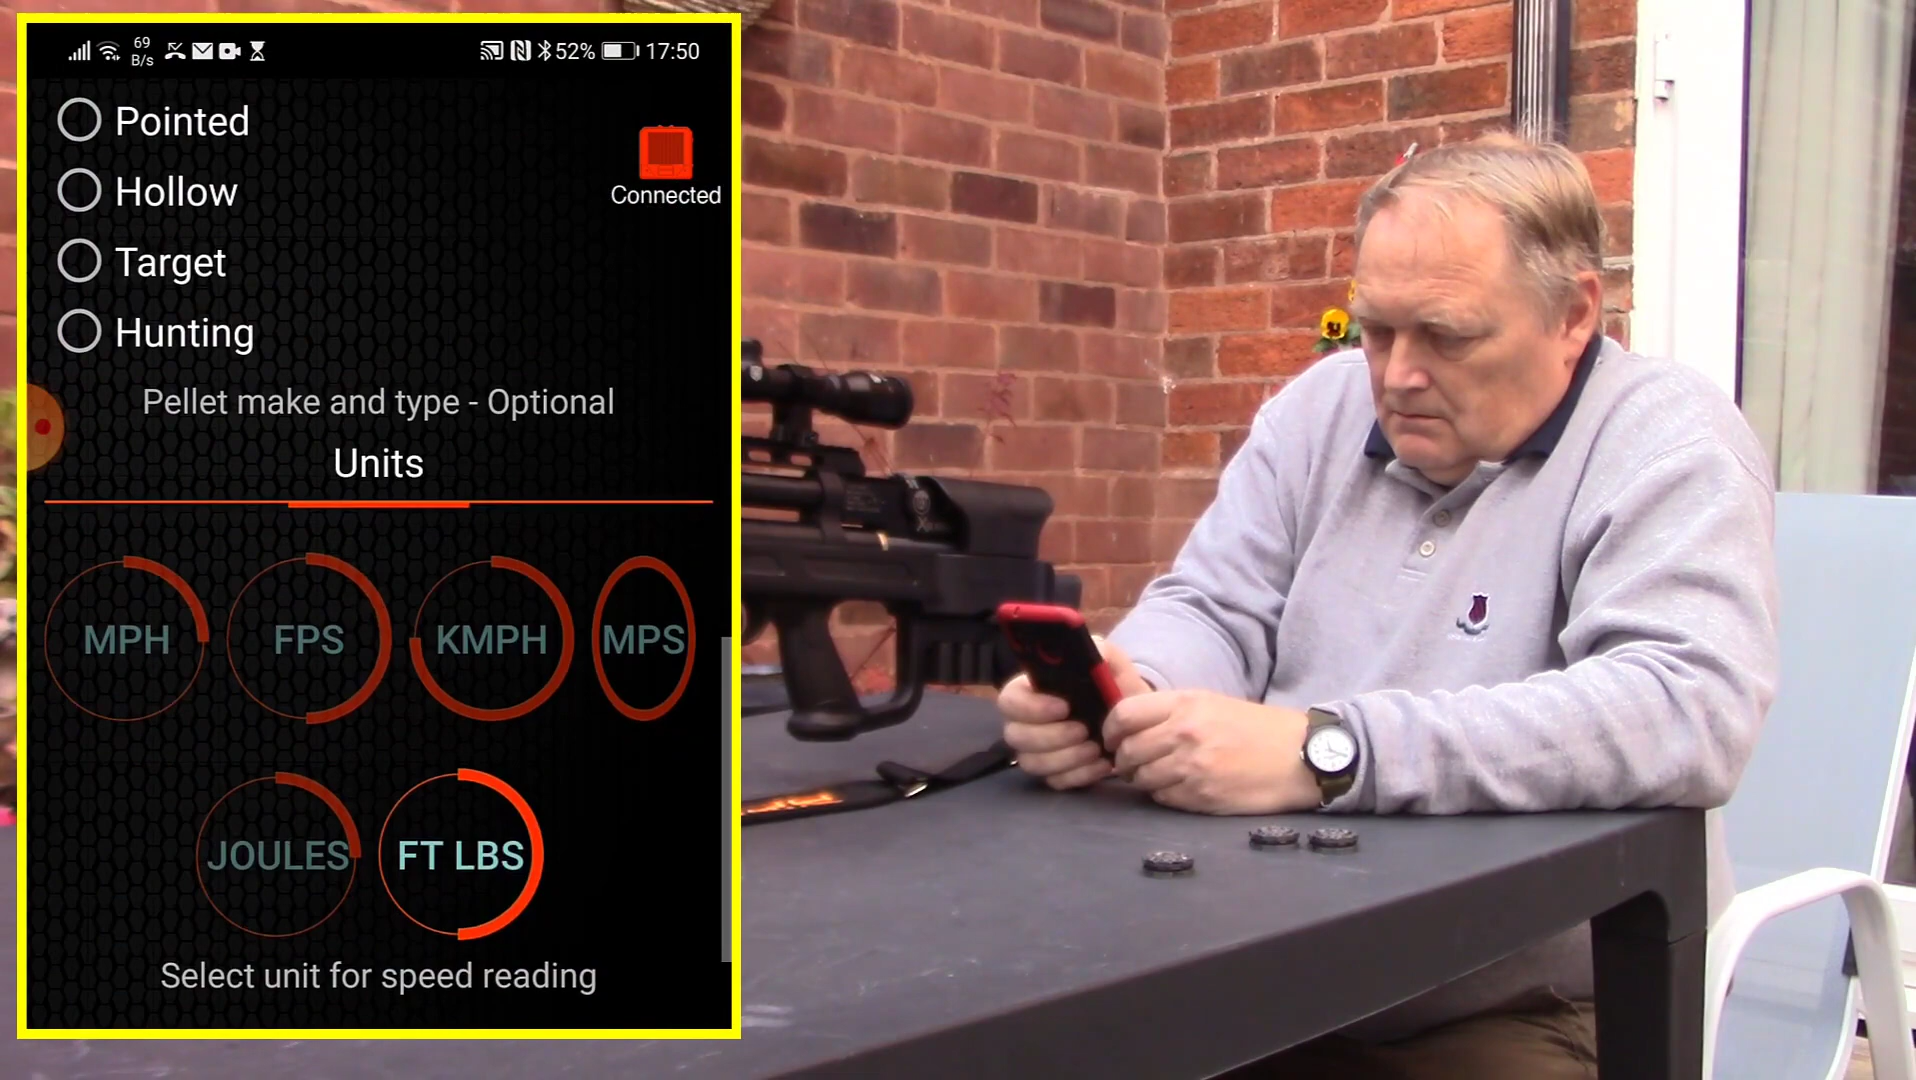 69
B/s
52%
17:50
Pointed
Connected
Hollow
Target
Hunting
Pellet make and type - Optional
Units
MPH
FPS
KMPH
MPS
JOULES
FT LBS
Select unit for speed reading